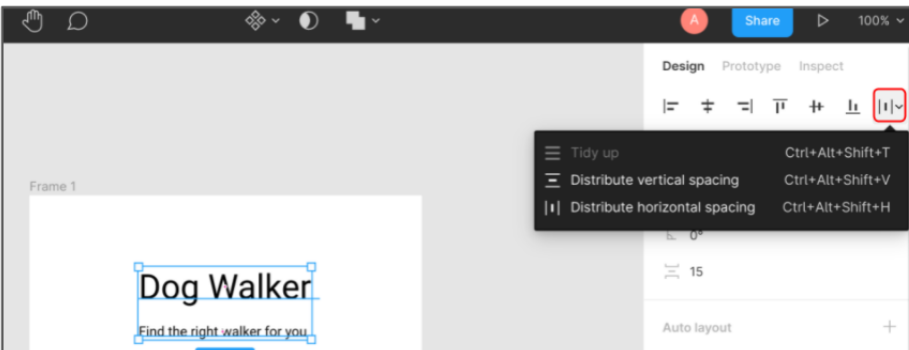 A Share 100%
Design Prototype Inspect
Tidy up Ctrl+Alt+Shift+T
Distribute vertical spacing Ctrl+Alt+Shift+V
Distribute horizontal spacing Ctrl+Alt+Shift+H
Frame 1
0°
15
Dog Walker
Find the right walker for you
Auto layout